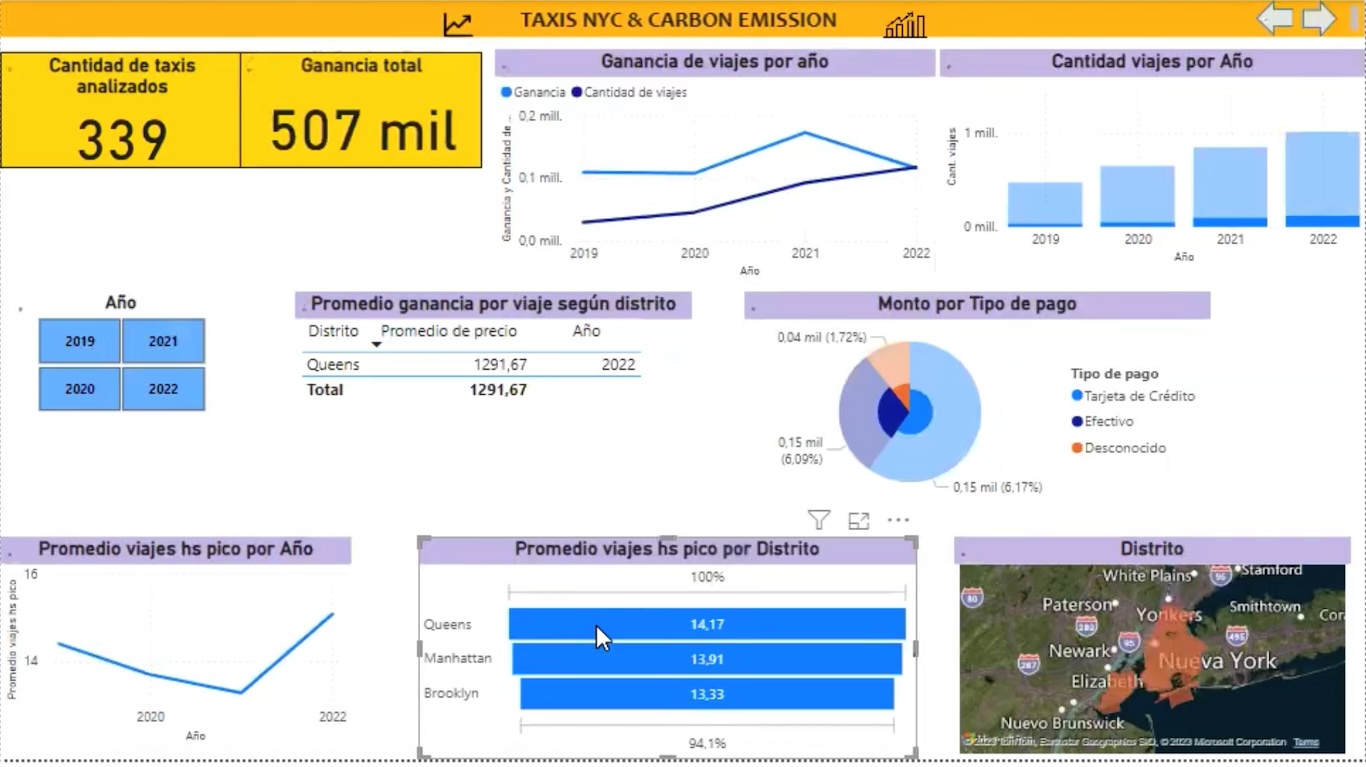 TAXIS NYC & CARBON EMISSION
Cantidad de taxis
analizados
339
Ganancia total
507 mil
Ganancia de viajes por año
Ganancia
Cantidad de viajes
Ganancia y Cantidad de ...
0,2 mill.
0,1 mill.
0,0 mill.
2019
2020
2021
2022
Año
Cantidad viajes por Año
Cant. viajes
1 mill.
0 mill.
2019
2020
2021
2022
Año
Año
2019
2021
2020
2022
Promedio ganancia por viaje según distrito
Distrito Promedio de precio Año
Queens 1291,67 2022
Total 1291,67
Monto por Tipo de pago
0,04 mil (1,72%)
0,15 mil
(6,09%)
0,15 mil (6,17%)
Tipo de pago
Tarjeta de Crédito
Efectivo
Desconocido
Promedio viajes hs pico por Año
Promedio viajes hs pico
16
14
2020
2022
Año
Promedio viajes hs pico por Distrito
100%
Queens 14,17
Manhattan 13,91
Brooklyn 13,33
94,1%
Distrito
White Plains
95
Stamford
80
Paterson
Yonkers
Smithtown
Cor
280
Newark
95
495
287
Nueva York
Elizabeth
Nuevo Brunswick
© 2023 TomTom, Earthstar Geographics SIO, © 2023 Microsoft Corporation Terms